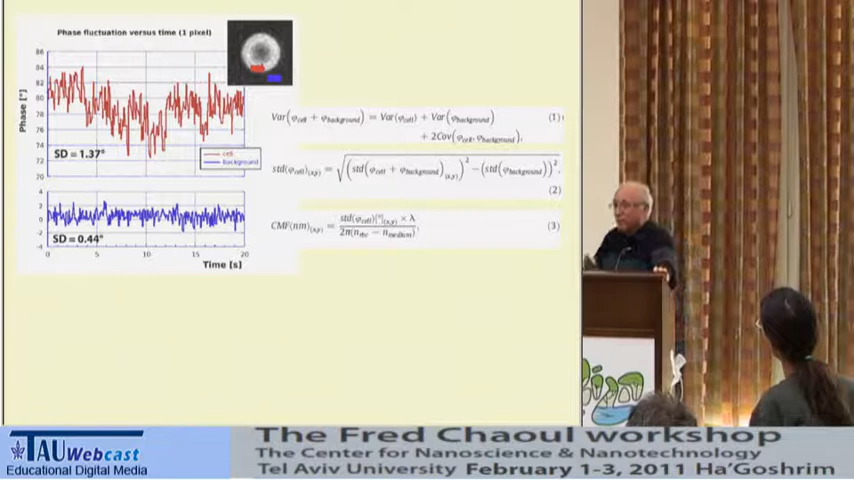 Phase fluctuation versus time (1 pixel)
Phase [°]
86
84
82
80
78
76
74
72
70
SD = 1.37°
cell
Background
4
2
0
-2
-4
SD = 0.44°
0 5 10 15 20
Time [s]
Var(φcell + φbackground) = Var(φcell) + Var(φbackground) (1)
+ 2Cov(φcell, φbackground),
std(φcell)(x,y) = √((std(φcell + φbackground)(x,y))² − (std(φbackground))². (2)
CMF(nm)(x,y) = std(φcell)[°](x,y) × λ / 2π(nrbc − nmedium), (3)
TAU Webcast
Educational Digital Media
The Fred Chaoul workshop
The Center for Nanoscience & Nanotechnology
Tel Aviv University February 1-3, 2011 Ha'Goshrim